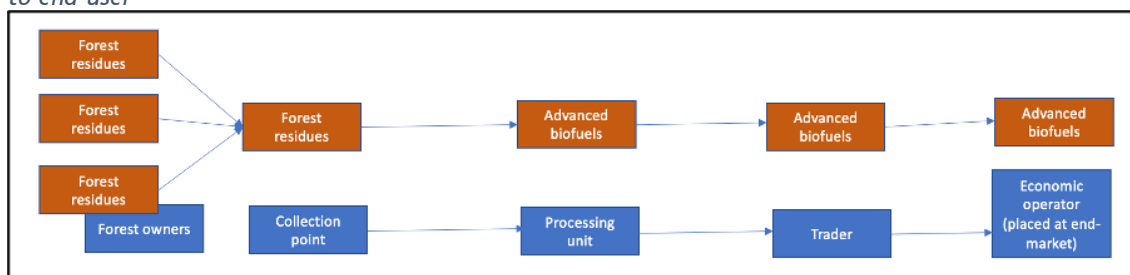 to end-user
Forest
residues
Forest
residues
Forest
residues
Forest
residues
Advanced
biofuels
Advanced
biofuels
Advanced
biofuels
Forest owners
Collection
point
Processing
unit
Trader
Economic
operator
(placed at end-
market)